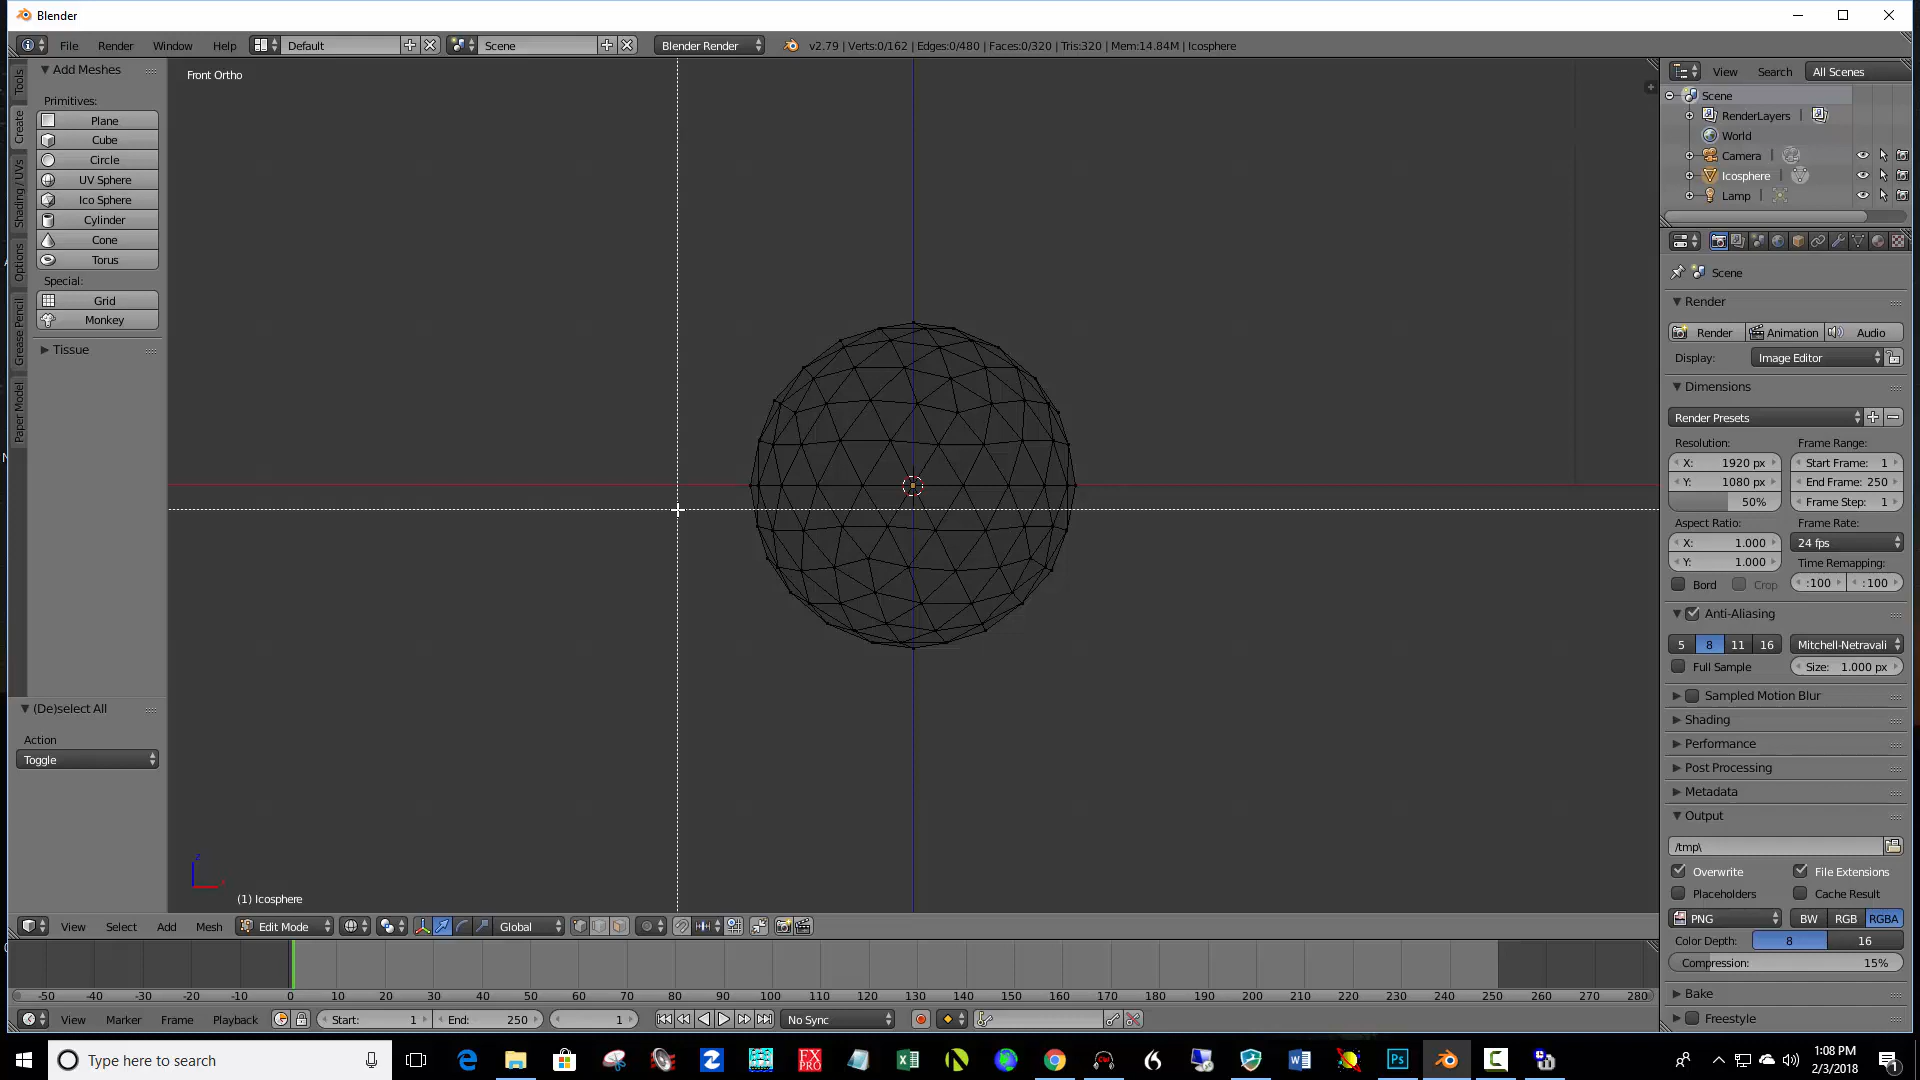 Blender
File Render Window Help Default Scene Blender Render v2.79 | Verts:0/162 | Edges:0/480 | Faces:0/320 | Tris:320 | Mem:14.84M | Icosphere
Tools
Create
Shading / UVs
Options
Grease Pencil
Paper Model
Add Meshes
Primitives:
Plane
Cube
Circle
UV Sphere
Ico Sphere
Cylinder
Cone
Torus
Special:
Grid
Monkey
Tissue
(De)select All
Action
Toggle
Front Ortho
z
(1) Icosphere
View Select Add Mesh Edit Mode Global
-50 -40 -30 -20 -10 0 10 20 30 40 50 60 70 80 90 100 110 120 130 140 150 160 170 180 190 200 210 220 230 240 250 260 270 280
View Marker Frame Playback Start: 1 End: 250 1 No Sync
View Search All Scenes
Scene
RenderLayers |
World
Camera |
Icosphere |
Lamp |
Scene
Render
Render Animation Audio
Display: Image Editor
Dimensions
Render Presets
Resolution: Frame Range:
X: 1920 px Start Frame: 1
Y: 1080 px End Frame: 250
50% Frame Step: 1
Aspect Ratio: Frame Rate:
X: 1.000 24 fps
Y: 1.000 Time Remapping:
Bord Crop :100 :100
Anti-Aliasing
5 8 11 16 Mitchell-Netravali
Full Sample Size: 1.000 px
Sampled Motion Blur
Shading
Performance
Post Processing
Metadata
Output
/tmp\
Overwrite File Extensions
Placeholders Cache Result
PNG BW RGB RGBA
Color Depth: 8 16
Compression: 15%
Bake
Freestyle
Type here to search
1:08 PM
2/3/2018